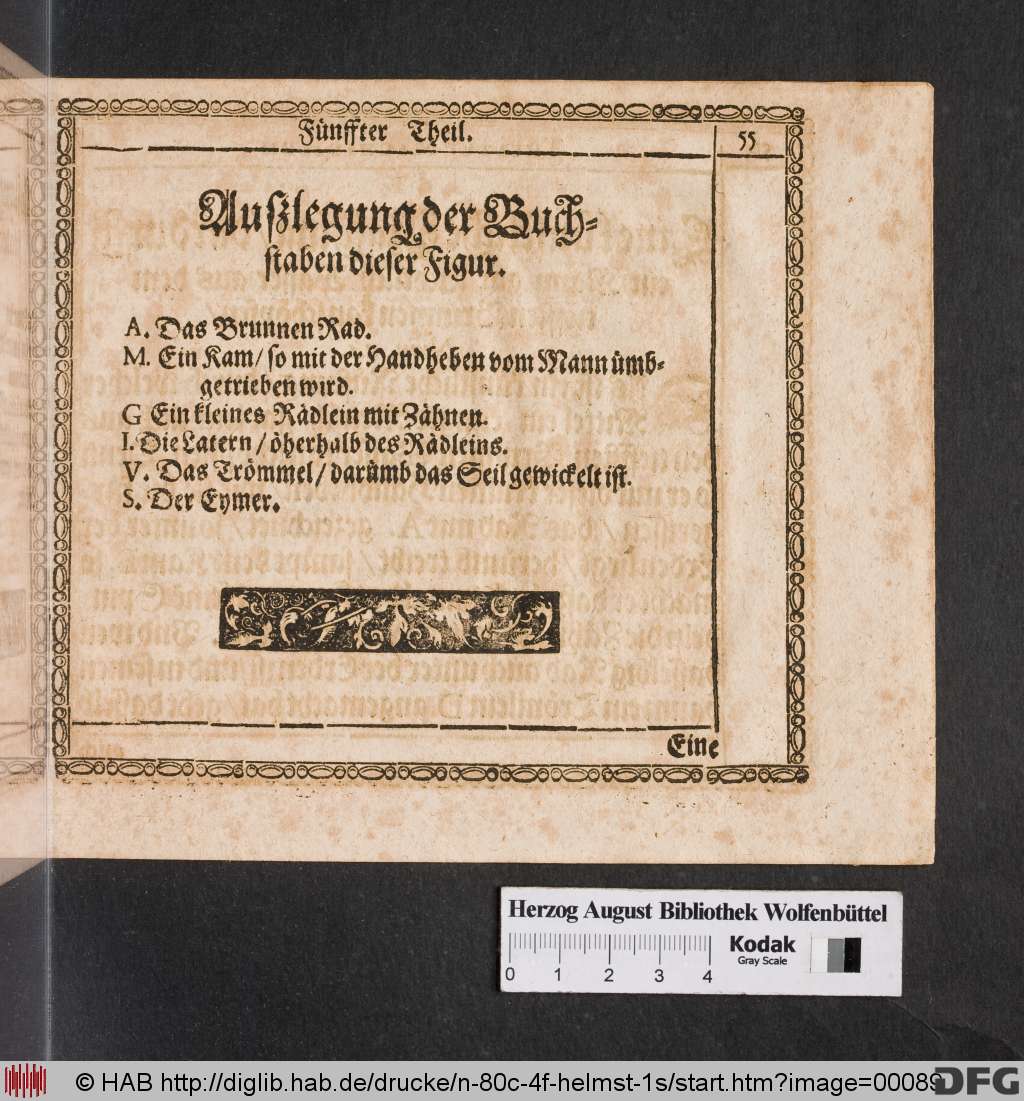 Fünffter Theil.
55
Außlegung der Buch-
staben dieser Figur.
A. Das Brunnen Rad.
M. Ein Kam/ so mit der Handheben vom Mann ümb-
getrieben wird.
G Ein kleines Rädlein mit Zähnen.
I. Die Latern/ öherhalb des Rädleins.
V. Das Trömmel/ darümb das Seil gewickelt ist.
S. Der Eymer.
Eine
Herzog August Bibliothek Wolfenbüttel
Kodak
Gray Scale
0 1 2 3 4
© HAB http://diglib.hab.de/drucke/n-80c-4f-helmst-1s/start.htm?image=00089
DFG